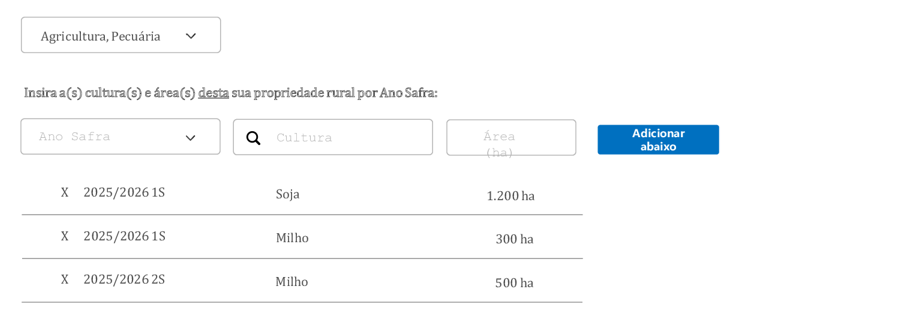 Agricultura, Pecuária
Insira a(s) cultura(s) e área(s) desta sua propriedade rural por Ano Safra:
Ano Safra
Cultura
Área
(ha)
Adicionar
abaixo
X 2025/2026 1S Soja 1.200 ha
X 2025/2026 1S Milho 300 ha
X 2025/2026 2S Milho 500 ha